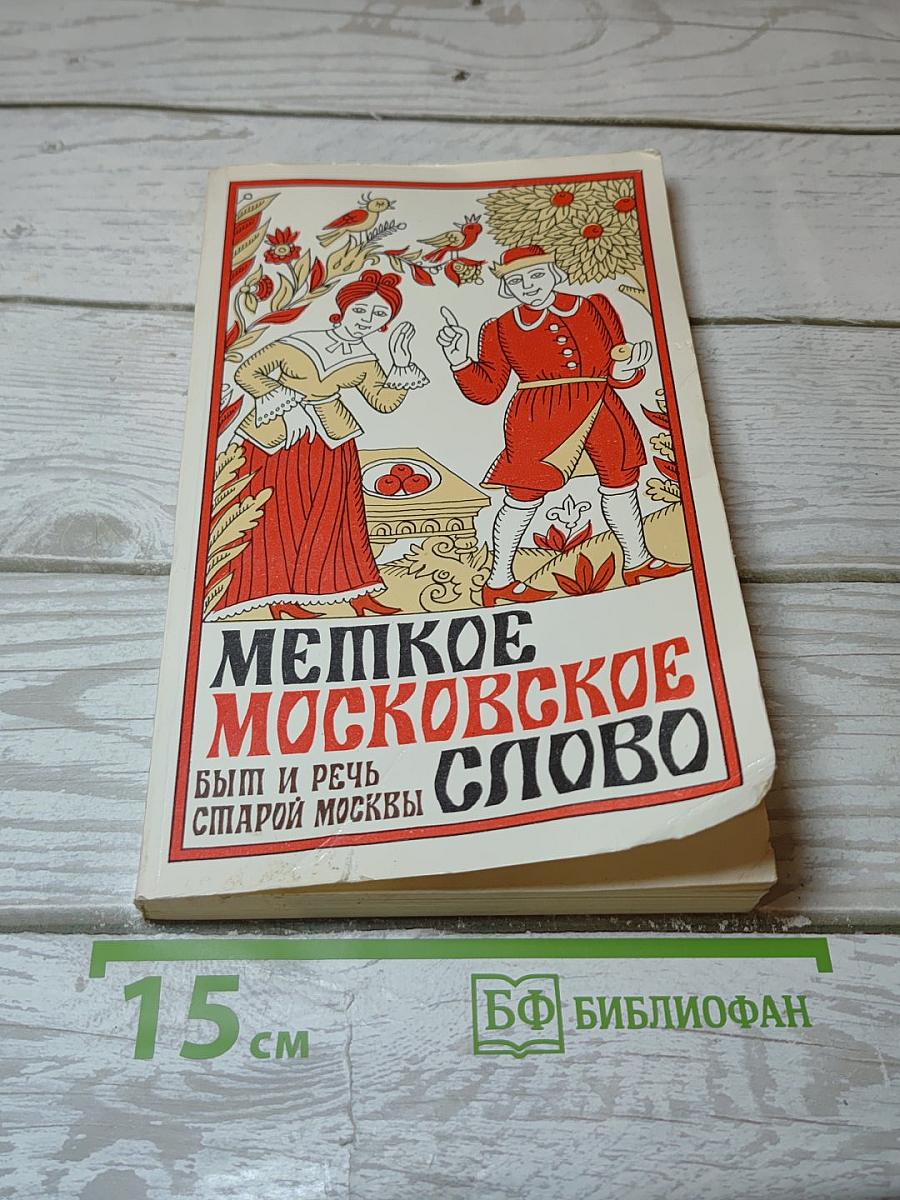 МЕТКОЕ
МОСКОВСКОЕ
СЛОВО
БЫТ И РЕЧЬ
СТАРОЙ МОСКВЫ
15 см
БФ БИБЛИОФАН